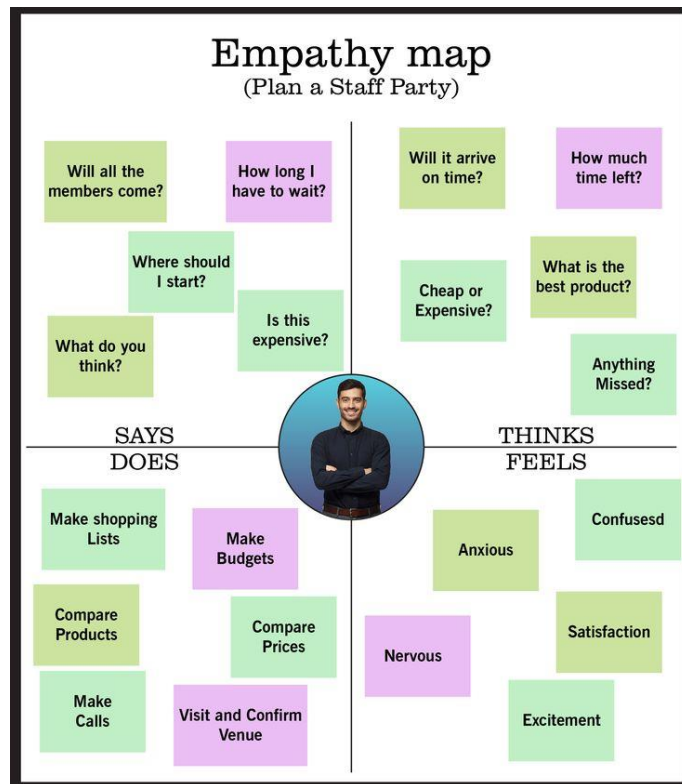 Empathy map
(Plan a Staff Party)
Will all the
members come?
How long I
have to wait?
Where should
I start?
Is this
expensive?
What do you
think?
SAYS
Will it arrive
on time?
How much
time left?
What is the
best product?
Cheap or
Expensive?
Anything
Missed?
THINKS
DOES
Make shopping
Lists
Make
Budgets
Compare
Products
Compare
Prices
Make
Calls
Visit and Confirm
Venue
FEELS
Confusesd
Anxious
Satisfaction
Nervous
Excitement